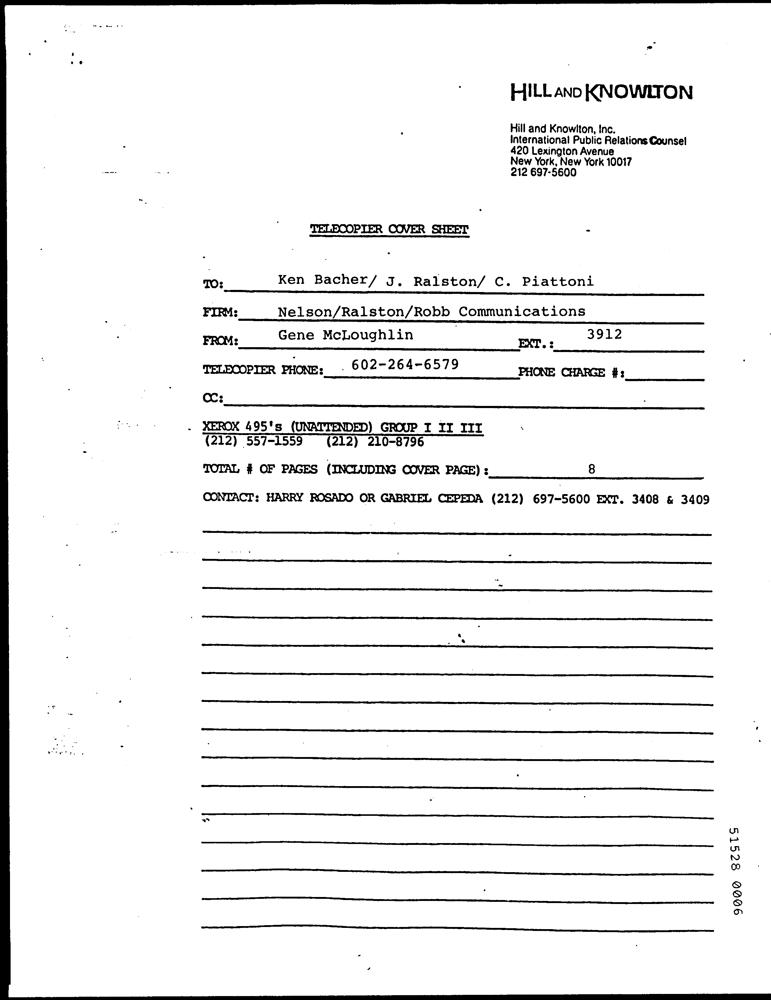 HILL AND KNOWLTON
Hill and Knowlton, Inc.
International Public Relations Counsel
420 Lexington Avenue
New York, New York 10017
212 697-5600
TELECOPIER COVER SHEET
TO: Ken Bacher/ J. Ralston/ C. Piattoni
FIRM: Nelson/Ralston/Robb Communications
FROM: Gene McLoughlin EXT.: 3912
TELECOPIER PHONE: 602-264-6579 PHONE CHARGE #:
CC:
XEROX 495's (UNATTENDED) GROUP I II III
(212) 557-1559 (212) 210-8796
TOTAL # OF PAGES (INCLUDING COVER PAGE): 8
CONTACT: HARRY ROSADO OR GABRIEL CEPEDA (212) 697-5600 EXT. 3408 & 3409
51528 0006